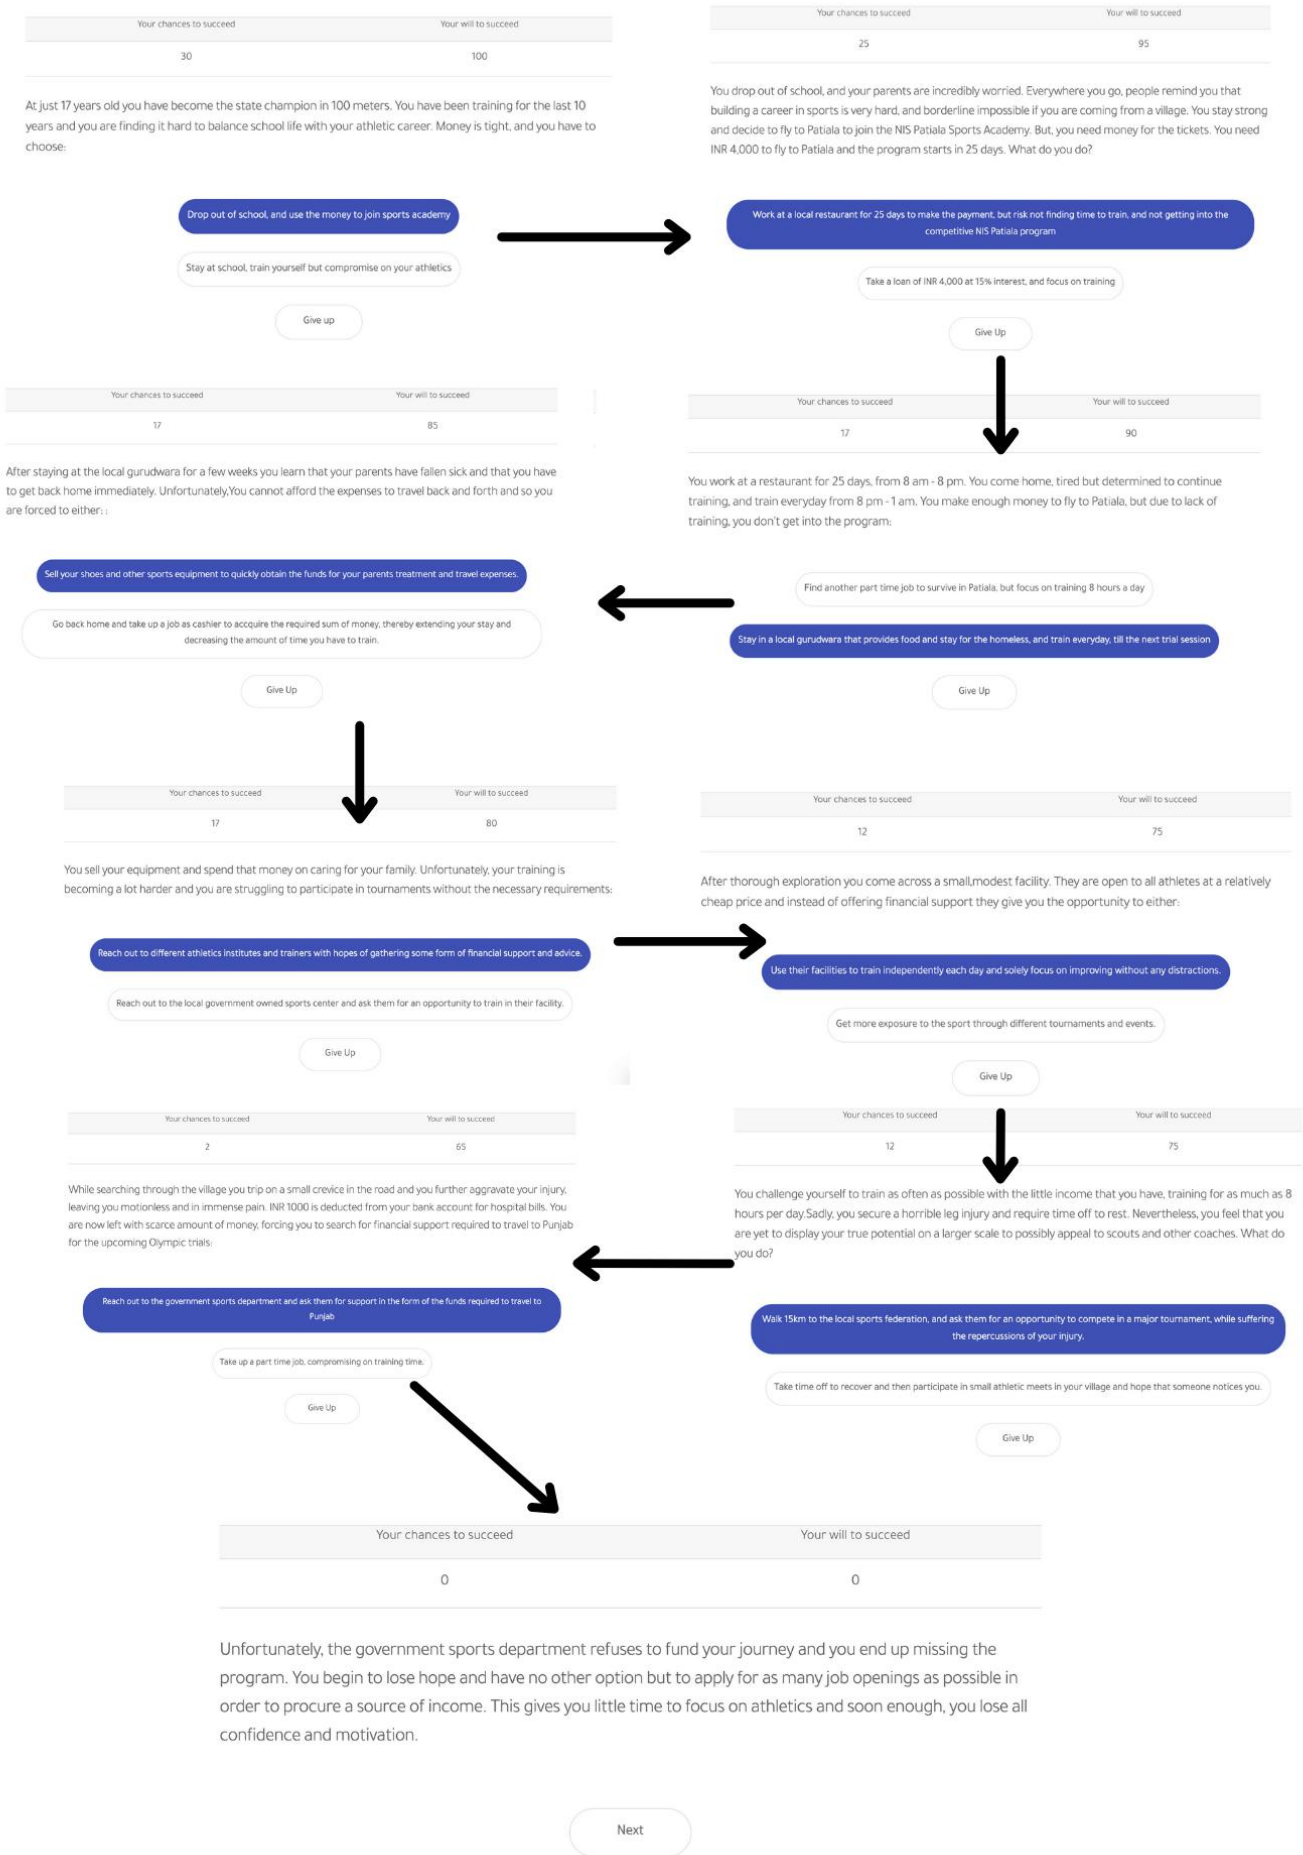 Your chances to succeed Your will to succeed
30 100
At just 17 years old you have become the state champion in 100 meters. You have been training for the last 10
years and you are finding it hard to balance school life with your athletic career. Money is tight, and you have to
choose:
Drop out of school, and use the money to join sports academy
Stay at school, train yourself but compromise on your athletics
Give up
Your chances to succeed Your will to succeed
25 95
You drop out of school, and your parents are incredibly worried. Everywhere you go, people remind you that
building a career in sports is very hard, and borderline impossible if you are coming from a village. You stay strong
and decide to fly to Patiala to join the NIS Patiala Sports Academy. But, you need money for the tickets. You need
INR 4,000 to fly to Patiala and the program starts in 25 days. What do you do?
Work at a local restaurant for 25 days to make the payment, but risk not finding time to train, and not getting into the
competitive NIS Patiala program
Take a loan of INR 4,000 at 15% interest, and focus on training
Give Up
Your chances to succeed Your will to succeed
17 90
You work at a restaurant for 25 days, from 8 am - 8 pm. You come home, tired but determined to continue
training, and train everyday from 8 pm - 1 am. You make enough money to fly to Patiala, but due to lack of
training, you don't get into the program:
Find another part time job to survive in Patiala, but focus on training 8 hours a day
Stay in a local gurudwara that provides food and stay for the homeless, and train everyday, till the next trial session
Give Up
Your chances to succeed Your will to succeed
17 85
After staying at the local gurudwara for a few weeks you learn that your parents have fallen sick and that you have
to get back home immediately. Unfortunately,You cannot afford the expenses to travel back and forth and so you
are forced to either: :
Sell your shoes and other sports equipment to quickly obtain the funds for your parents treatment and travel expenses.
Go back home and take up a job as cashier to accquire the required sum of money, thereby extending your stay and
decreasing the amount of time you have to train.
Give Up
Your chances to succeed Your will to succeed
17 80
You sell your equipment and spend that money on caring for your family. Unfortunately, your training is
becoming a lot harder and you are struggling to participate in tournaments without the necessary requirements:
Reach out to different athletics institutes and trainers with hopes of gathering some form of financial support and advice.
Reach out to the local government owned sports center and ask them for an opportunity to train in their facility.
Give Up
Your chances to succeed Your will to succeed
12 75
After thorough exploration you come across a small,modest facility. They are open to all athletes at a relatively
cheap price and instead of offering financial support they give you the opportunity to either:
Use their facilities to train independently each day and solely focus on improving without any distractions.
Get more exposure to the sport through different tournaments and events.
Give Up
Your chances to succeed Your will to succeed
12 75
You challenge yourself to train as often as possible with the little income that you have, training for as much as 8
hours per day.Sadly, you secure a horrible leg injury and require time off to rest. Nevertheless, you feel that you
are yet to display your true potential on a larger scale to possibly appeal to scouts and other coaches. What do
you do?
Walk 15km to the local sports federation, and ask them for an opportunity to compete in a major tournament, while suffering
the repercussions of your injury.
Take time off to recover and then participate in small athletic meets in your village and hope that someone notices you.
Give Up
Your chances to succeed Your will to succeed
2 65
While searching through the village you trip on a small crevice in the road and you further aggravate your injury,
leaving you motionless and in immense pain. INR 1000 is deducted from your bank account for hospital bills. You
are now left with scarce amount of money, forcing you to search for financial support required to travel to Punjab
for the upcoming Olympic trials:
Reach out to the government sports department and ask them for support in the form of the funds required to travel to
Punjab
Take up a part time job, compromising on training time.
Give Up
Your chances to succeed Your will to succeed
0 0
Unfortunately, the government sports department refuses to fund your journey and you end up missing the
program. You begin to lose hope and have no other option but to apply for as many job openings as possible in
order to procure a source of income. This gives you little time to focus on athletics and soon enough, you lose all
confidence and motivation.
Next